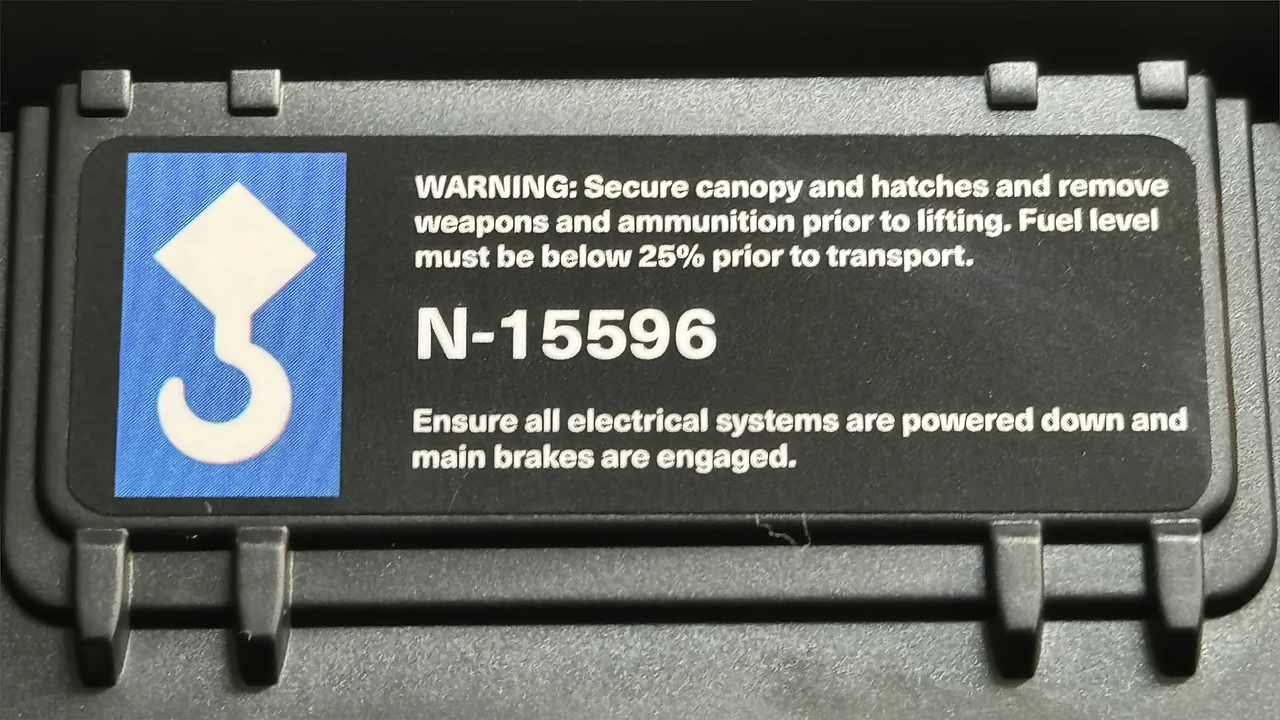 WARNING: Secure canopy and hatches and remove
weapons and ammunition prior to lifting. Fuel level
must be below 25% prior to transport.
N-15596
Ensure all electrical systems are powered down and
main brakes are engaged.